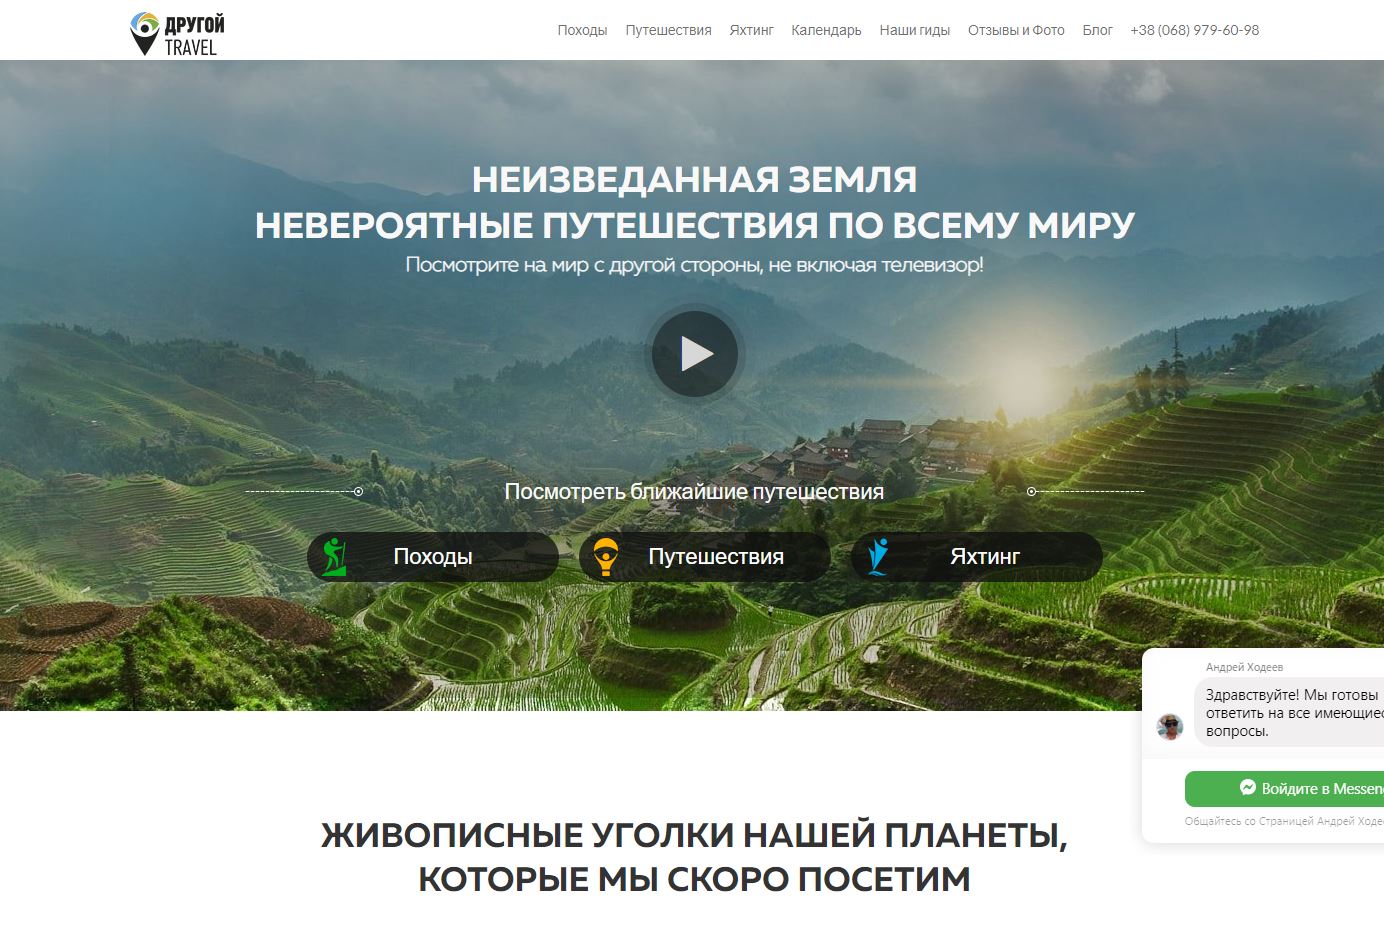 ДРУГОЙ
TRAVEL
Походы Путешествия Яхтинг Календарь Наши гиды Отзывы и Фото Блог +38 (068) 979-60-98
НЕИЗВЕДАННАЯ ЗЕМЛЯ
НЕВЕРОЯТНЫЕ ПУТЕШЕСТВИЯ ПО ВСЕМУ МИРУ
Посмотрите на мир с другой стороны, не включая телевизор!
Посмотреть ближайшие путешествия
Походы Путешествия Яхтинг
Андрей Ходеев
Здравствуйте! Мы готовы
ответить на все имеющиес
вопросы.
Войдите в Messen
Общайтесь со Страницей Андрей Ходе
ЖИВОПИСНЫЕ УГОЛКИ НАШЕЙ ПЛАНЕТЫ,
КОТОРЫЕ МЫ СКОРО ПОСЕТИМ